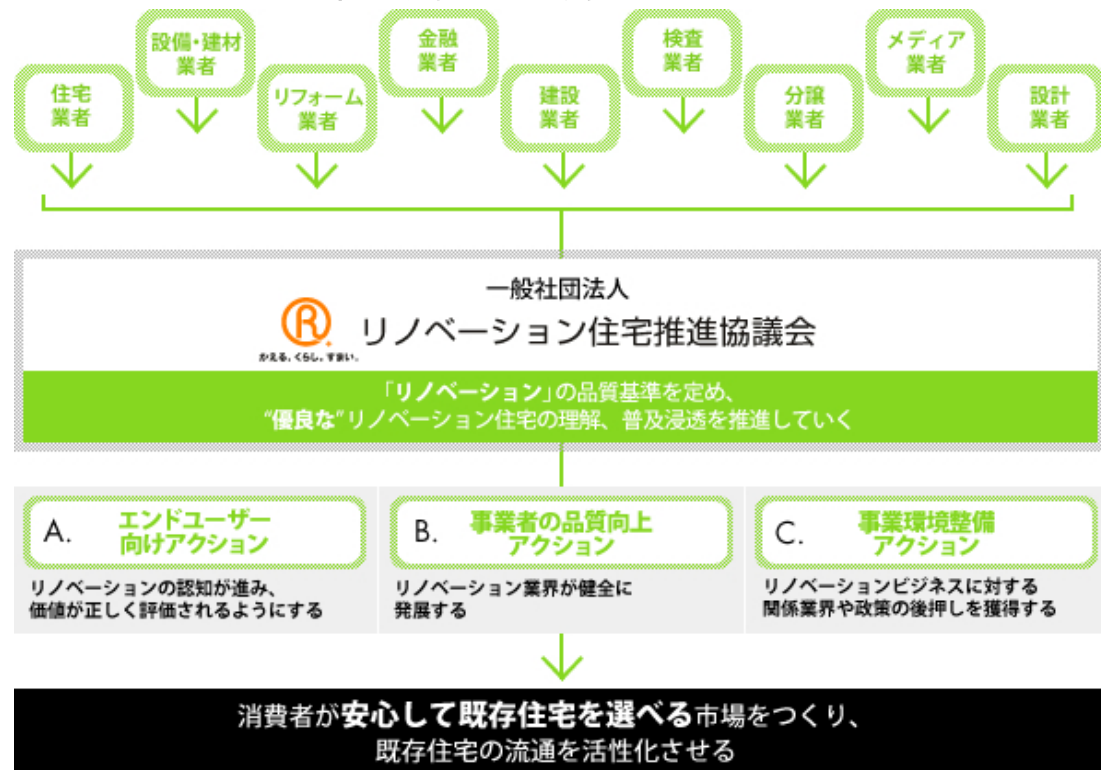 住宅
業者
設備・建材
業者
リフォーム
業者
金融
業者
建設
業者
検査
業者
分譲
業者
メディア
業者
設計
業者
一般社団法人
R
リノベーション住宅推進協議会
かえる。くらし。すまい。
「リノベーション」の品質基準を定め、
“優良な”リノベーション住宅の理解、普及浸透を推進していく
A.
エンドユーザー
向けアクション
リノベーションの認知が進み、
価値が正しく評価されるようにする
B.
事業者の品質向上
アクション
リノベーション業界が健全に
発展する
C.
事業環境整備
アクション
リノベーションビジネスに対する
関係業界や政策の後押しを獲得する
消費者が安心して既存住宅を選べる市場をつくり、
既存住宅の流通を活性化させる